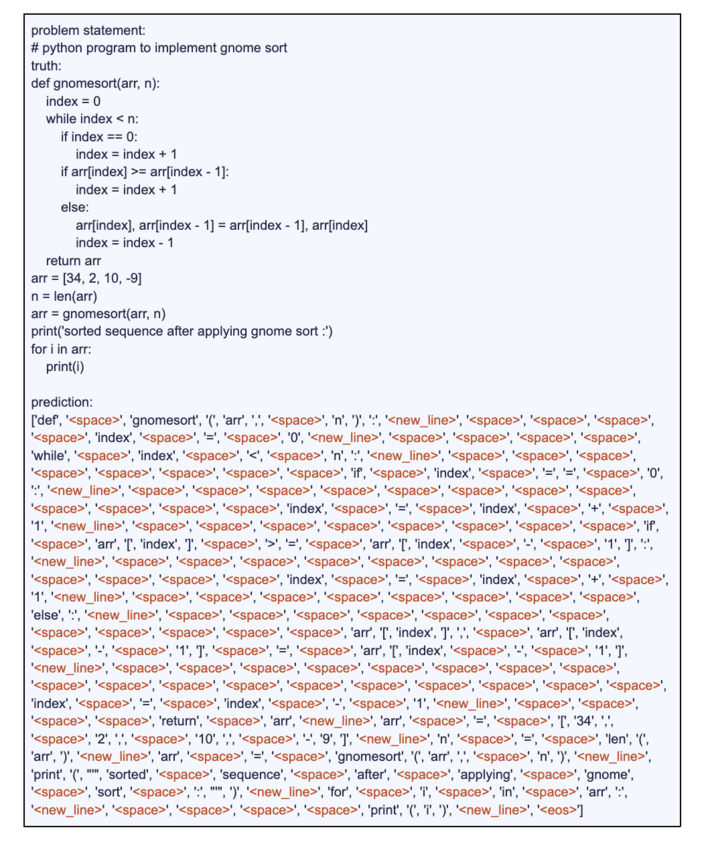 problem statement:
# python program to implement gnome sort
truth:
def gnomesort(arr, n):
    index = 0
    while index < n:
        if index == 0:
            index = index + 1
        if arr[index] >= arr[index - 1]:
            index = index + 1
        else:
            arr[index], arr[index - 1] = arr[index - 1], arr[index]
            index = index - 1
    return arr
arr = [34, 2, 10, -9]
n = len(arr)
arr = gnomesort(arr, n)
print('sorted sequence after applying gnome sort :')
for i in arr:
    print(i)
prediction:
['def', '<space>', 'gnomesort', '(', 'arr', ',', '<space>', 'n', ')', ':', '<new_line>', '<space>', '<space>', '<space>',
'<space>', 'index', '<space>', '=', '<space>', '0', '<new_line>', '<space>', '<space>', '<space>', '<space>',
'while', '<space>', 'index', '<space>', '<', '<space>', 'n', ':', '<new_line>', '<space>', '<space>', '<space>',
'<space>', '<space>', '<space>', '<space>', '<space>', 'if', '<space>', 'index', '<space>', '=', '=', '<space>', '0',
':', '<new_line>', '<space>', '<space>', '<space>', '<space>', '<space>', '<space>', '<space>', '<space>',
'<space>', '<space>', '<space>', '<space>', 'index', '<space>', '=', '<space>', 'index', '<space>', '+', '<space>',
'1', '<new_line>', '<space>', '<space>', '<space>', '<space>', '<space>', '<space>', '<space>', '<space>', 'if',
'<space>', 'arr', '[', 'index', ']', '<space>', '>', '=', '<space>', 'arr', '[', 'index', '<space>', '-', '<space>', '1', ']', ':',
'<new_line>', '<space>', '<space>', '<space>', '<space>', '<space>', '<space>', '<space>', '<space>',
'<space>', '<space>', '<space>', '<space>', 'index', '<space>', '=', '<space>', 'index', '<space>', '+', '<space>',
'1', '<new_line>', '<space>', '<space>', '<space>', '<space>', '<space>', '<space>', '<space>', '<space>',
'else', ':', '<new_line>', '<space>', '<space>', '<space>', '<space>', '<space>', '<space>', '<space>',
'<space>', '<space>', '<space>', '<space>', '<space>', 'arr', '[', 'index', ']', ',', '<space>', 'arr', '[', 'index',
'<space>', '-', '<space>', '1', ']', '<space>', '=', '<space>', 'arr', '[', 'index', '<space>', '-', '<space>', '1', ']',
'<new_line>', '<space>', '<space>', '<space>', '<space>', '<space>', '<space>', '<space>', '<space>',
'<space>', '<space>', '<space>', '<space>', '<space>', '<space>', '<space>', '<space>', '<space>',
'index', '<space>', '=', '<space>', 'index', '<space>', '-', '<space>', '1', '<new_line>', '<space>', '<space>',
'<space>', '<space>', 'return', '<space>', 'arr', '<new_line>', 'arr', '<space>', '=', '<space>', '[', '34', ',',
'<space>', '2', ',', '<space>', '10', ',', '<space>', '-', '9', ']', '<new_line>', 'n', '<space>', '=', '<space>', 'len', '(',
'arr', ')', '<new_line>', 'arr', '<space>', '=', '<space>', 'gnomesort', '(', 'arr', ',', '<space>', 'n', ')', '<new_line>',
'print', '(', "'", 'sorted', '<space>', 'sequence', '<space>', 'after', '<space>', 'applying', '<space>', 'gnome',
'<space>', 'sort', '<space>', ':', "'", ')', '<new_line>', 'for', '<space>', 'i', '<space>', 'in', '<space>', 'arr', ':',
'<new_line>', '<space>', '<space>', '<space>', '<space>', 'print', '(', 'i', ')', '<new_line>', '<eos>']